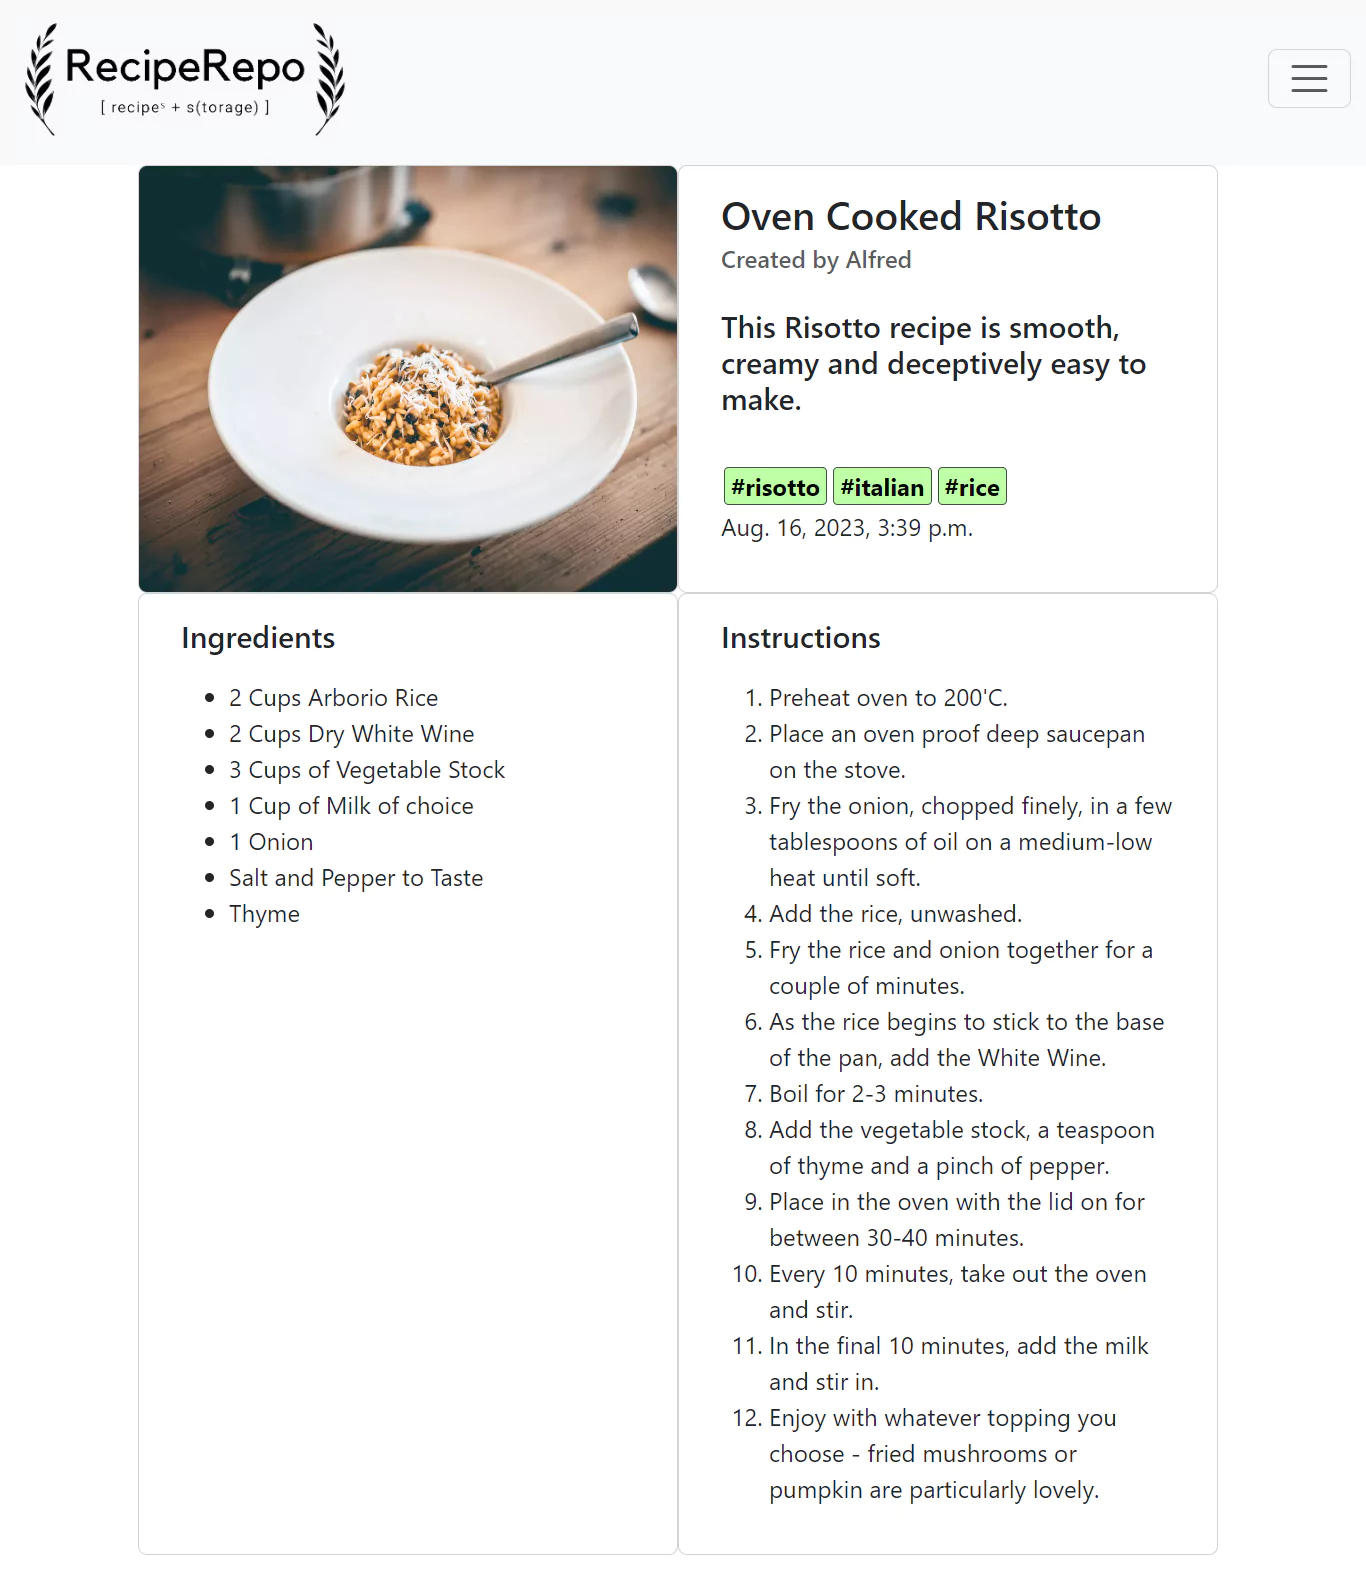 RecipeRepo
[ recipeˢ + s(torage) ]
Oven Cooked Risotto
Created by Alfred
This Risotto recipe is smooth,
creamy and deceptively easy to
make.
#risotto #italian #rice
Aug. 16, 2023, 3:39 p.m.
Ingredients
• 2 Cups Arborio Rice
• 2 Cups Dry White Wine
• 3 Cups of Vegetable Stock
• 1 Cup of Milk of choice
• 1 Onion
• Salt and Pepper to Taste
• Thyme
Instructions
1. Preheat oven to 200'C.
2. Place an oven proof deep saucepan
on the stove.
3. Fry the onion, chopped finely, in a few
tablespoons of oil on a medium-low
heat until soft.
4. Add the rice, unwashed.
5. Fry the rice and onion together for a
couple of minutes.
6. As the rice begins to stick to the base
of the pan, add the White Wine.
7. Boil for 2-3 minutes.
8. Add the vegetable stock, a teaspoon
of thyme and a pinch of pepper.
9. Place in the oven with the lid on for
between 30-40 minutes.
10. Every 10 minutes, take out the oven
and stir.
11. In the final 10 minutes, add the milk
and stir in.
12. Enjoy with whatever topping you
choose - fried mushrooms or
pumpkin are particularly lovely.